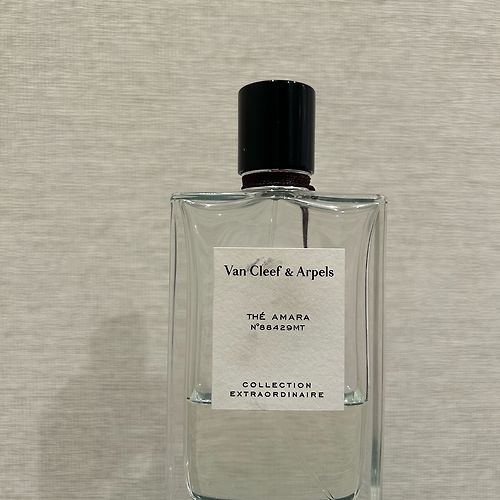 Van Cleef & Arpels
THÉ AMARA
N°88429MT
COLLECTION
EXTRAORDINAIRE